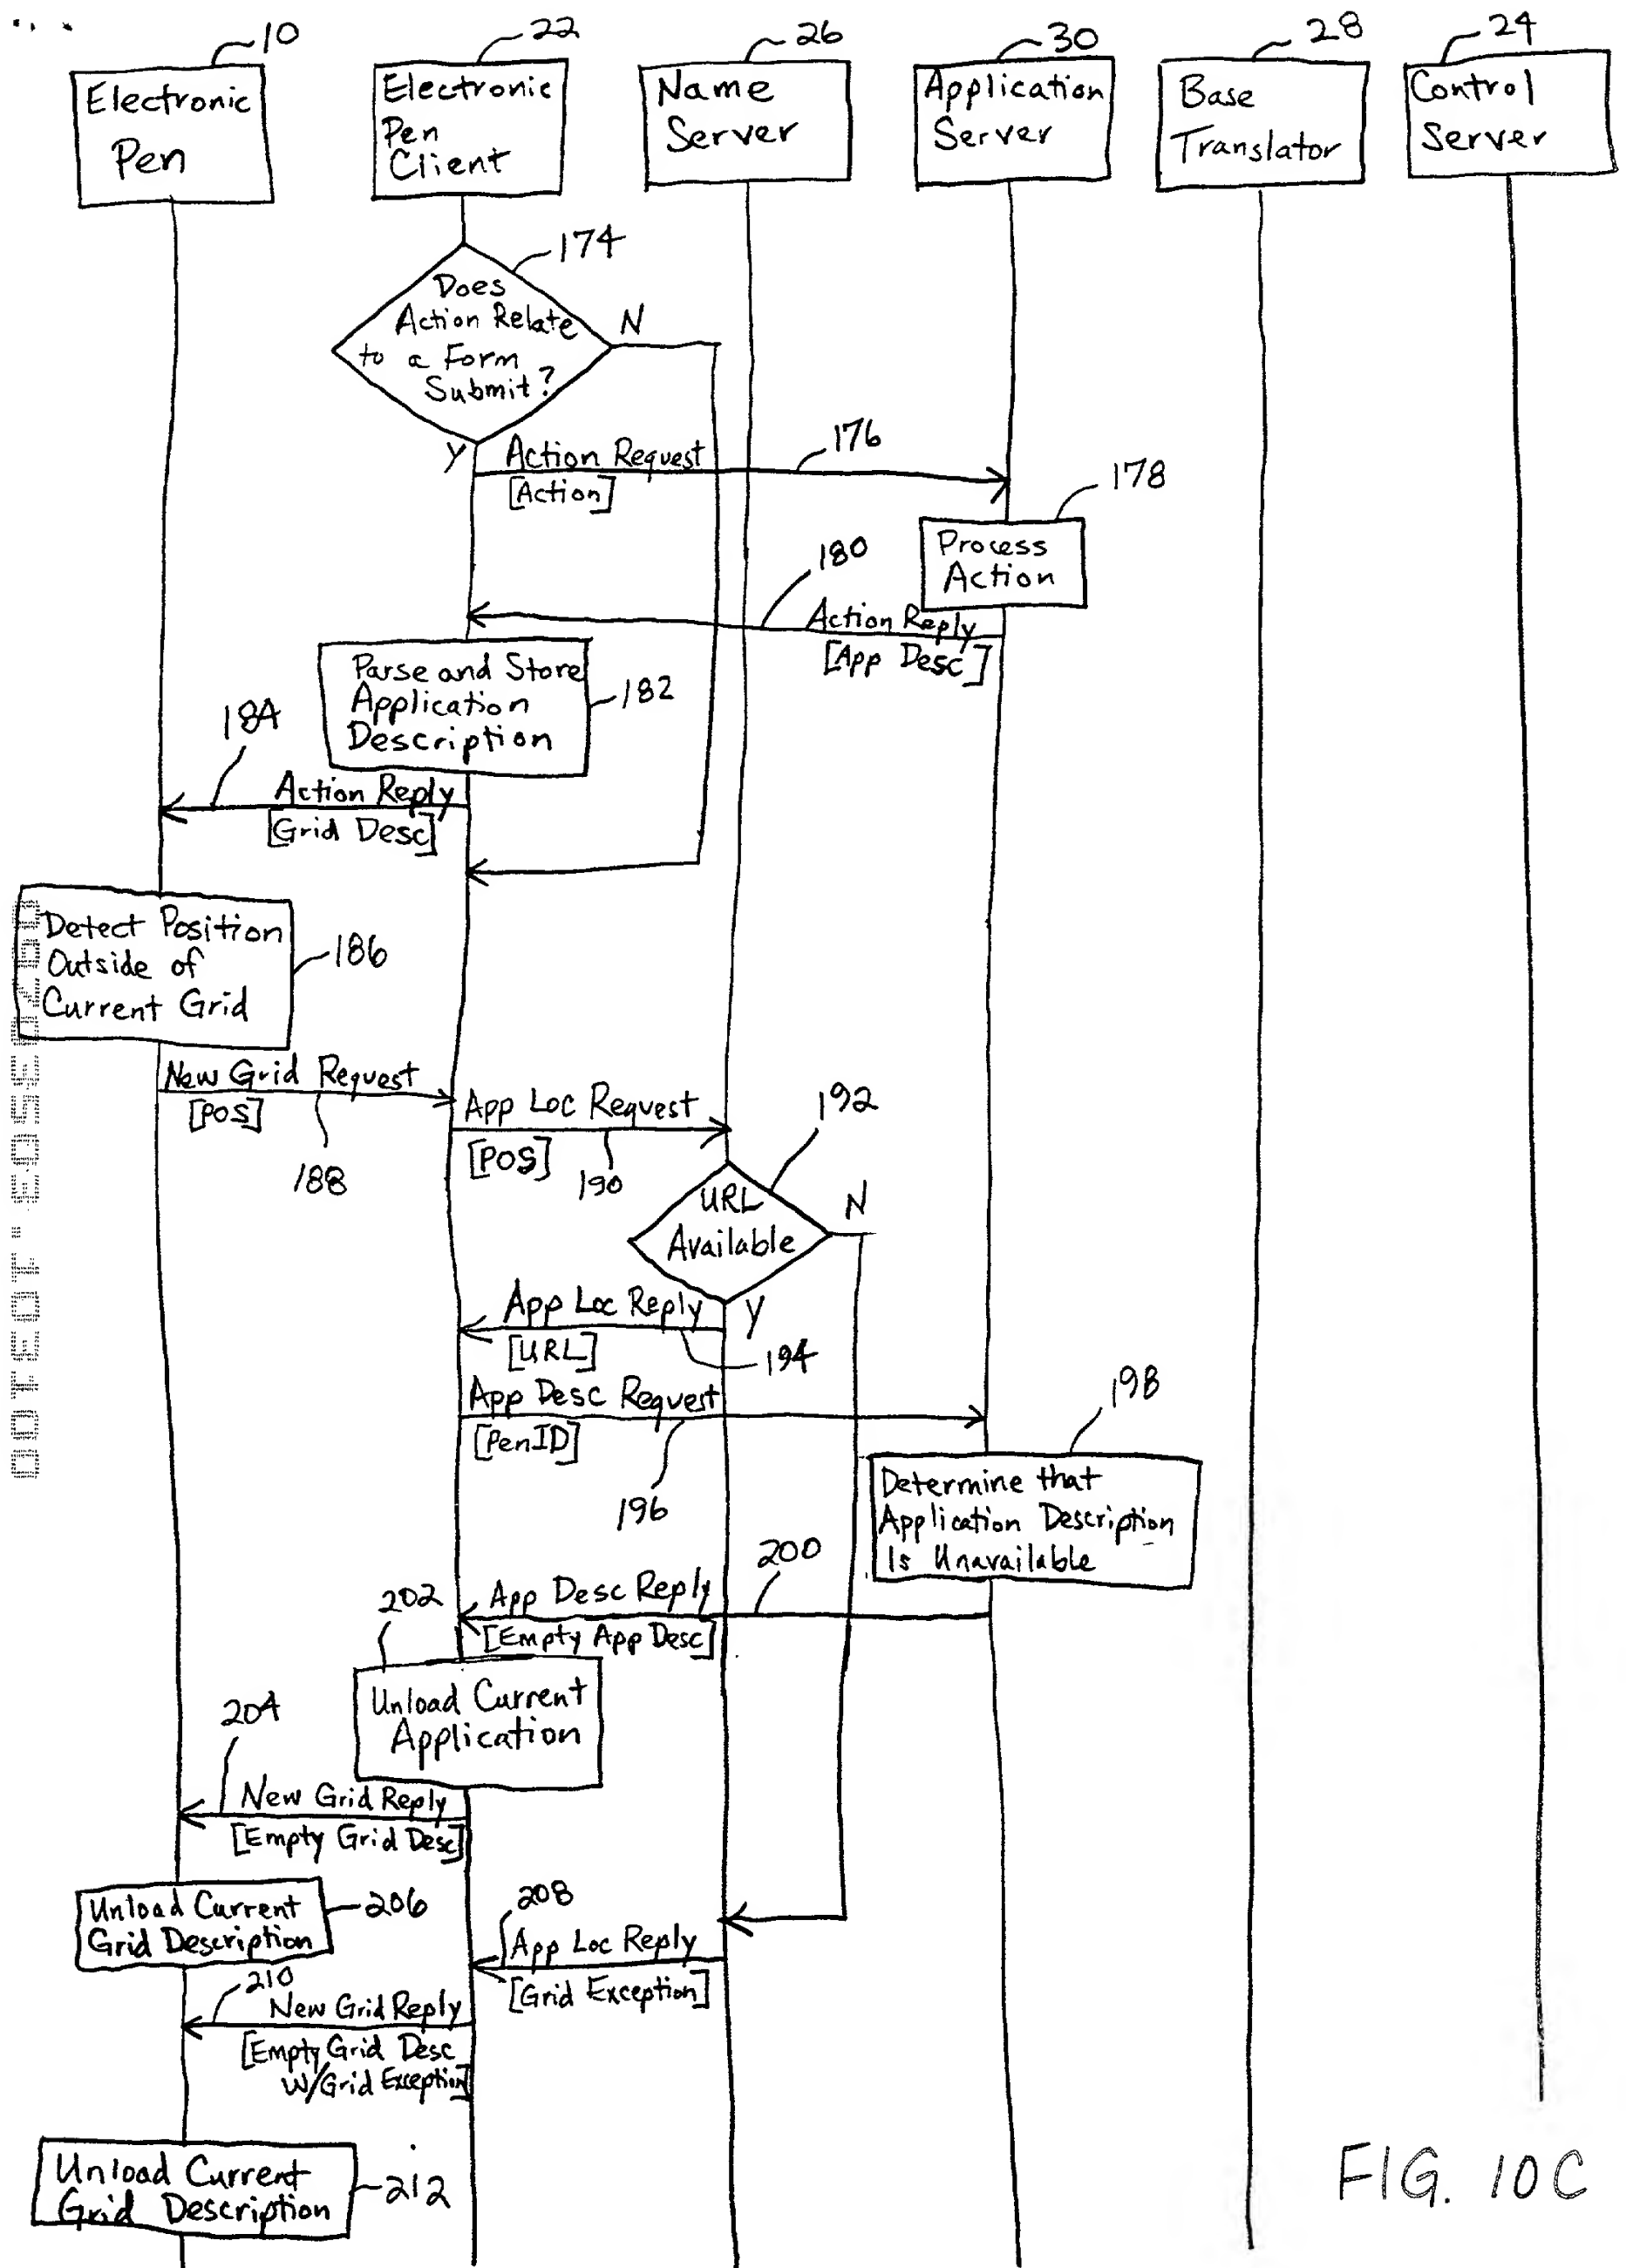 10
22
26
30
28
24
Electronic
Pen
Electronic
Pen
Client
Name
Server
Application
Server
Base
Translator
Control
Server
174
Does
Action Relate
to a Form
Submit?
N
Y
Action Request
[Action]
176
178
Process
Action
180
Action Reply
[App Desc]
Parse and Store
Application
Description
182
184
Action Reply
[Grid Desc]
Detect Position
Outside of
Current Grid
186
New Grid Request
[POS]
188
App Loc Request
[POS]
190
192
URL
Available
N
Y
App Loc Reply
[URL]
194
App Desc Request
[PenID]
196
198
Determine that
Application Description
Is Unavailable
200
App Desc Reply
[Empty App Desc]
202
Unload Current
Application
204
New Grid Reply
[Empty Grid Desc]
Unload Current
Grid Description
206
208
App Loc Reply
[Grid Exception]
210
New Grid Reply
[Empty Grid Desc
W/Grid Exception]
Unload Current
Grid Description
212
FIG. 10C